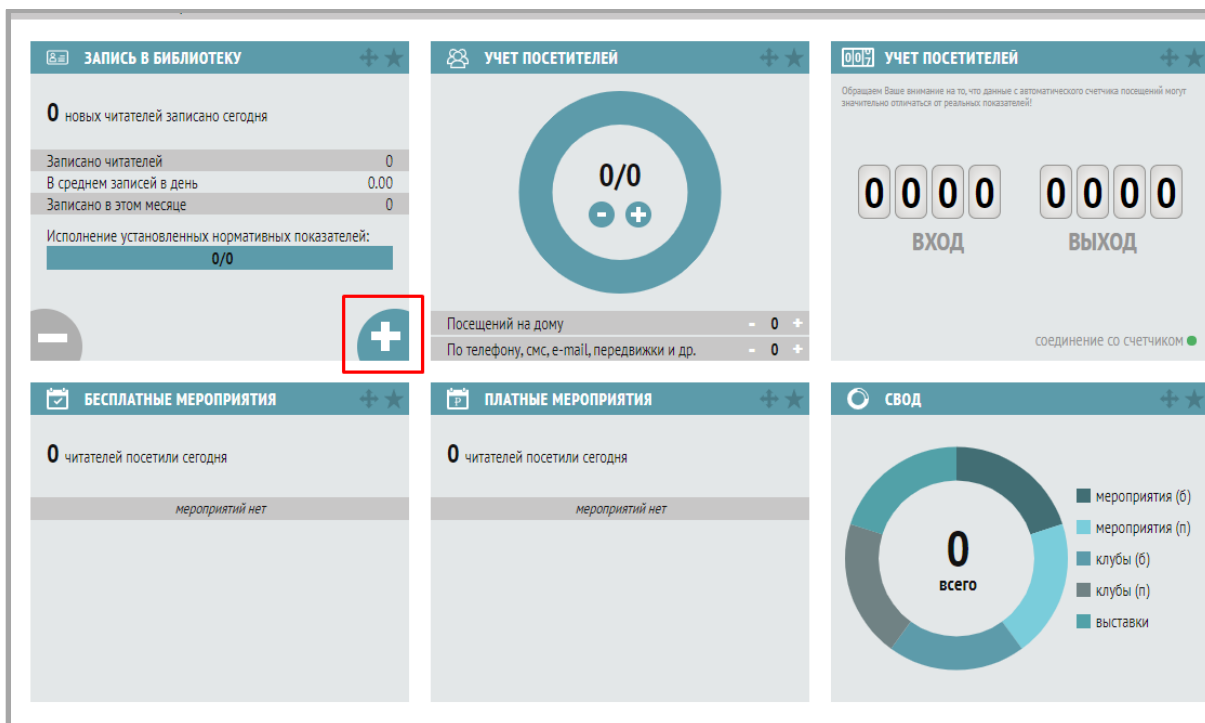 ЗАПИСЬ В БИБЛИОТЕКУ
0 новых читателей записано сегодня
Записано читателей 0
В среднем записей в день 0.00
Записано в этом месяце 0
Исполнение установленных нормативных показателей:
0/0
УЧЕТ ПОСЕТИТЕЛЕЙ
0/0
- +
Посещений на дому - 0 +
По телефону, смс, e-mail, передвижки и др. - 0 +
УЧЕТ ПОСЕТИТЕЛЕЙ
Обращаем Ваше внимание на то, что данные с автоматического счетчика посещений могут
значительно отличаться от реальных показателей!
0 0 0 0 0 0 0 0
ВХОД ВЫХОД
соединение со счетчиком
БЕСПЛАТНЫЕ МЕРОПРИЯТИЯ
0 читателей посетили сегодня
мероприятий нет
ПЛАТНЫЕ МЕРОПРИЯТИЯ
0 читателей посетили сегодня
мероприятий нет
СВОД
0
всего
мероприятия (б)
мероприятия (п)
клубы (б)
клубы (п)
выставки